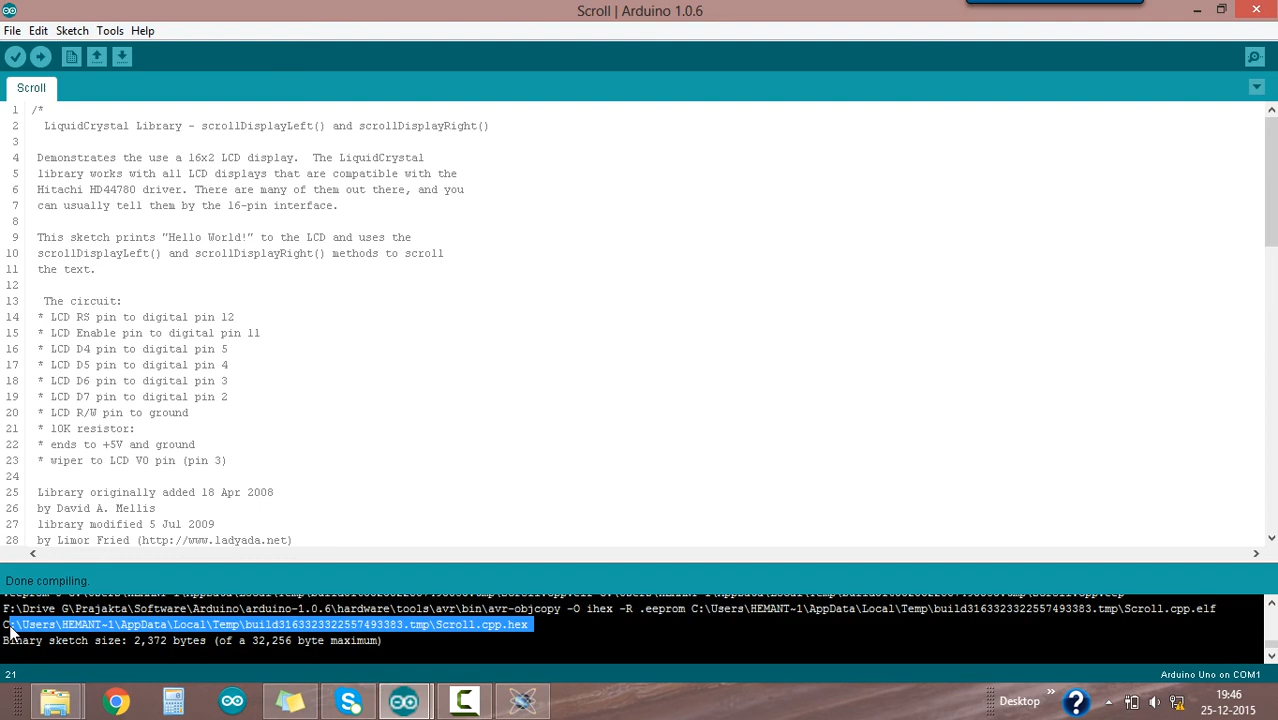 Scroll | Arduino 1.0.6
File Edit Sketch Tools Help
Scroll
1 /*
2 LiquidCrystal Library - scrollDisplayLeft() and scrollDisplayRight()
3
4 Demonstrates the use a 16x2 LCD display.  The LiquidCrystal
5 library works with all LCD displays that are compatible with the
6 Hitachi HD44780 driver. There are many of them out there, and you
7 can usually tell them by the 16-pin interface.
8
9 This sketch prints "Hello World!" to the LCD and uses the
10 scrollDisplayLeft() and scrollDisplayRight() methods to scroll
11 the text.
12
13 The circuit:
14 * LCD RS pin to digital pin 12
15 * LCD Enable pin to digital pin 11
16 * LCD D4 pin to digital pin 5
17 * LCD D5 pin to digital pin 4
18 * LCD D6 pin to digital pin 3
19 * LCD D7 pin to digital pin 2
20 * LCD R/W pin to ground
21 * 10K resistor:
22 * ends to +5V and ground
23 * wiper to LCD VO pin (pin 3)
24
25 Library originally added 18 Apr 2008
26 by David A. Mellis
27 library modified 5 Jul 2009
28 by Limor Fried (http://www.ladyada.net)
Done compiling.
F:\Drive G\Prajakta\Software\Arduino\arduino-1.0.6\hardware\tools\avr\bin\avr-objcopy -O ihex -R .eeprom C:\Users\HEMANT~1\AppData\Local\Temp\build3163323322557493383.tmp\Scroll.cpp.elf
C:\Users\HEMANT~1\AppData\Local\Temp\build3163323322557493383.tmp\Scroll.cpp.hex
Binary sketch size: 2,372 bytes (of a 32,256 byte maximum)
21 Arduino Uno on COM1
Desktop 19:46
25-12-2015